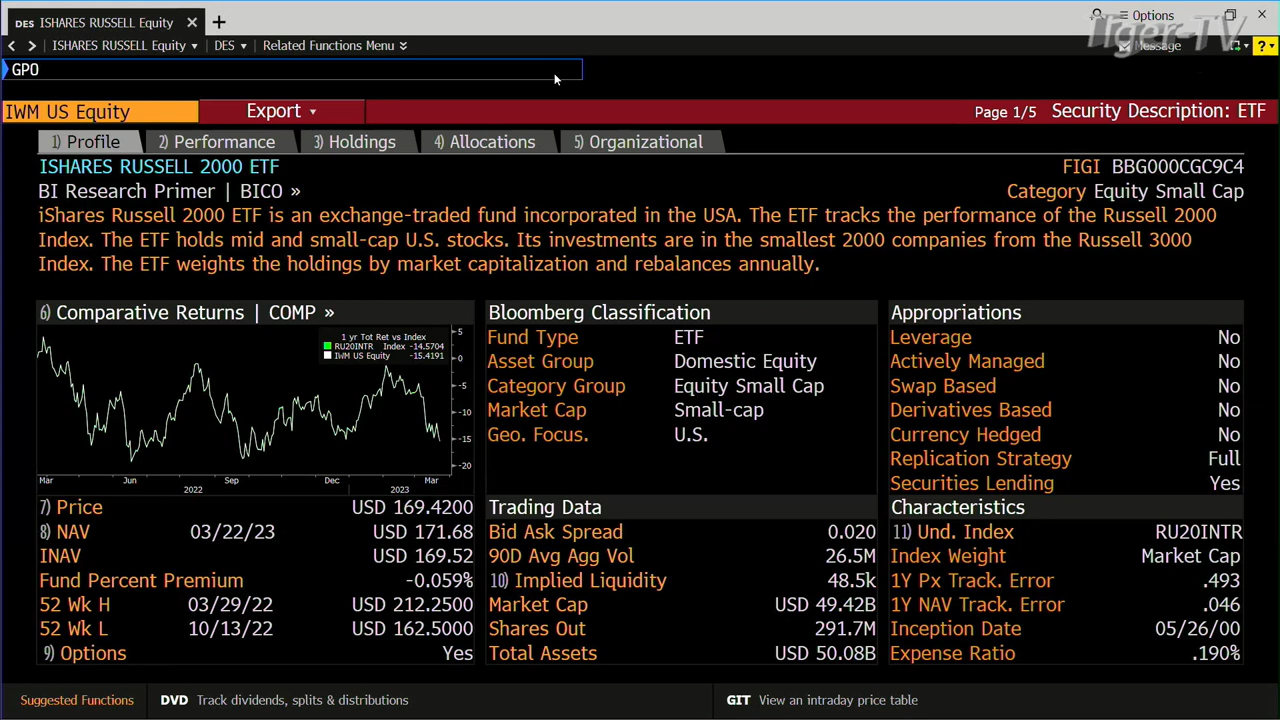 DES ISHARES RUSSELL Equity
Options
ISHARES RUSSELL Equity DES Related Functions Menu
Message
Tiger-TV
?
GPO
IWM US Equity Export Page 1/5 Security Description: ETF
1) Profile 2) Performance 3) Holdings 4) Allocations 5) Organizational
ISHARES RUSSELL 2000 ETF FIGI BBG000CGC9C4
BI Research Primer | BICO » Category Equity Small Cap
iShares Russell 2000 ETF is an exchange-traded fund incorporated in the USA. The ETF tracks the performance of the Russell 2000
Index. The ETF holds mid and small-cap U.S. stocks. Its investments are in the smallest 2000 companies from the Russell 3000
Index. The ETF weights the holdings by market capitalization and rebalances annually.
6) Comparative Returns | COMP »
1 yr Tot Ret vs Index
RU20INTR Index -14.5704
IWM US Equity -15.4191
5
0
-5
-10
-15
-20
Mar Jun Sep Dec Mar
2022 2023
7) Price USD 169.4200
8) NAV 03/22/23 USD 171.68
INAV USD 169.52
Fund Percent Premium -0.059%
52 Wk H 03/29/22 USD 212.2500
52 Wk L 10/13/22 USD 162.5000
9) Options Yes
Bloomberg Classification
Fund Type ETF
Asset Group Domestic Equity
Category Group Equity Small Cap
Market Cap Small-cap
Geo. Focus. U.S.
Trading Data
Bid Ask Spread 0.020
90D Avg Agg Vol 26.5M
10) Implied Liquidity 48.5k
Market Cap USD 49.42B
Shares Out 291.7M
Total Assets USD 50.08B
Appropriations
Leverage No
Actively Managed No
Swap Based No
Derivatives Based No
Currency Hedged No
Replication Strategy Full
Securities Lending Yes
Characteristics
11) Und. Index RU20INTR
Index Weight Market Cap
1Y Px Track. Error .493
1Y NAV Track. Error .046
Inception Date 05/26/00
Expense Ratio .190%
Suggested Functions DVD Track dividends, splits & distributions GIT View an intraday price table